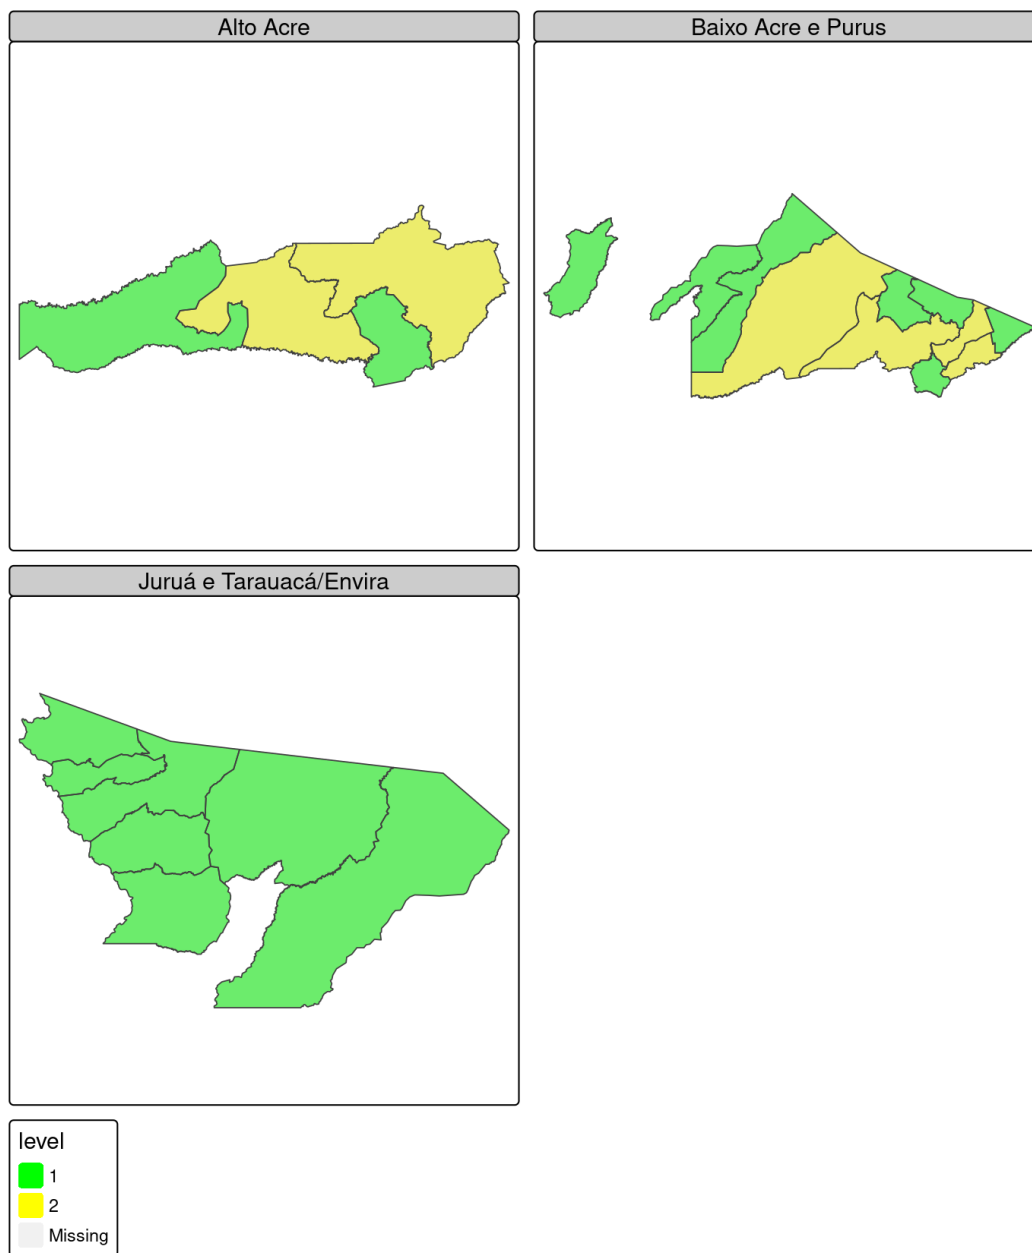 Alto Acre
Baixo Acre e Purus
Juruá e Tarauacá/Envira
level
1
2
Missing